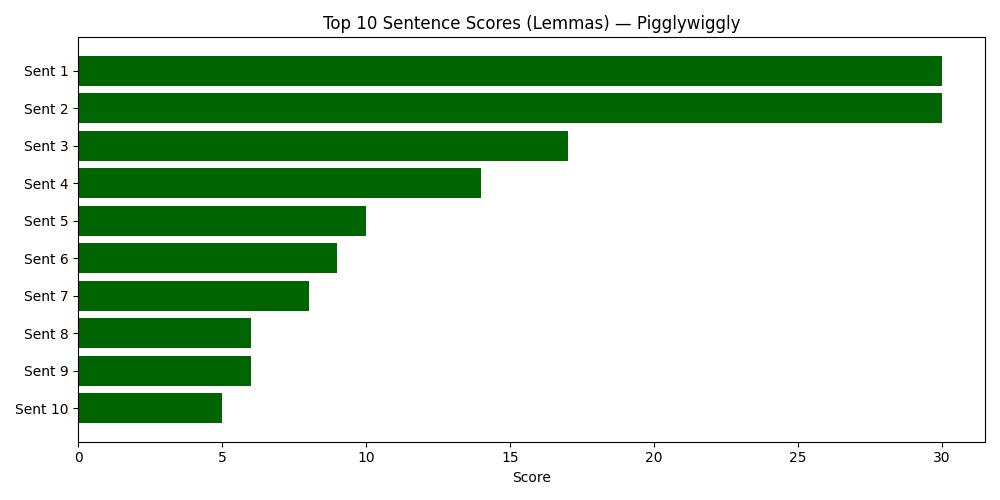 Top 10 Sentence Scores (Lemmas) — Pigglywiggly
Sent 1
Sent 2
Sent 3
Sent 4
Sent 5
Sent 6
Sent 7
Sent 8
Sent 9
Sent 10
0 5 10 15 20 25 30
Score